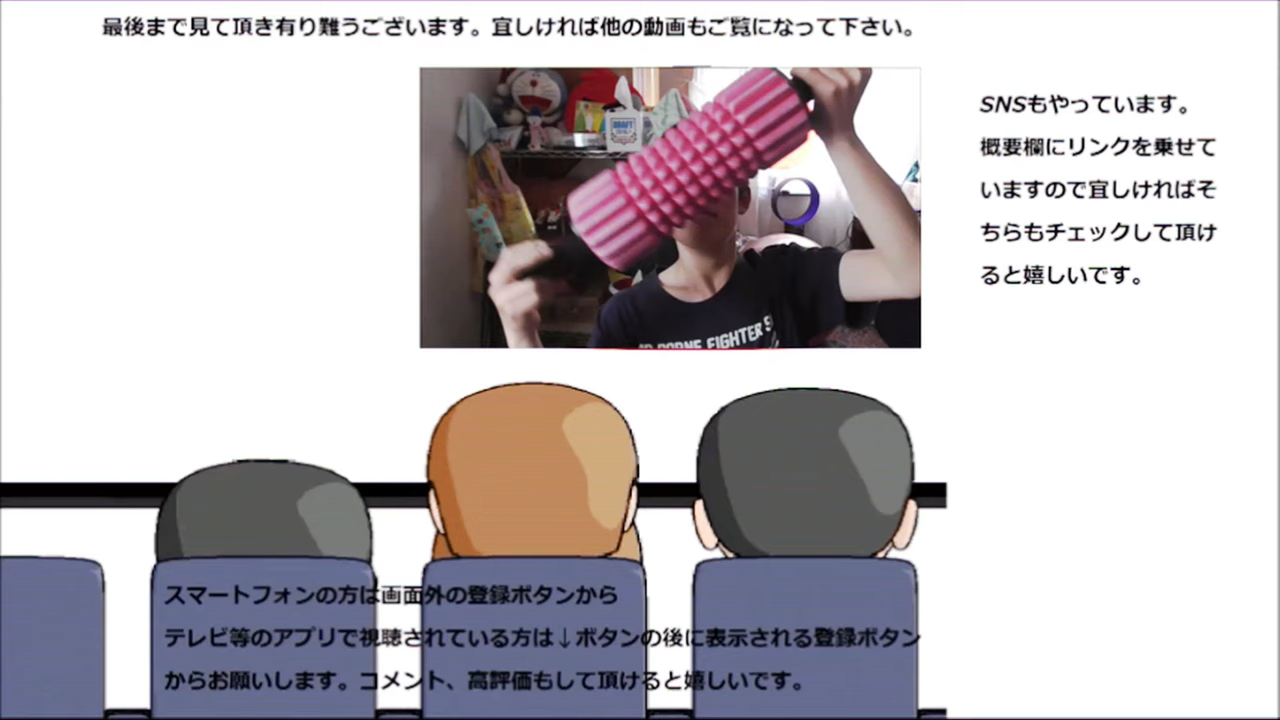 最後まで見て頂き有り難うございます。宜しければ他の動画もご覧になって下さい。
SNSもやっています。
概要欄にリンクを乗せて
いますので宜しければそ
ちらもチェックして頂け
ると嬉しいです。
DRAFT
FIGHTER
スマートフォンの方は画面外の登録ボタンから
テレビ等のアプリで視聴されている方は↓ボタンの後に表示される登録ボタン
からお願いします。コメント、高評価もして頂けると嬉しいです。